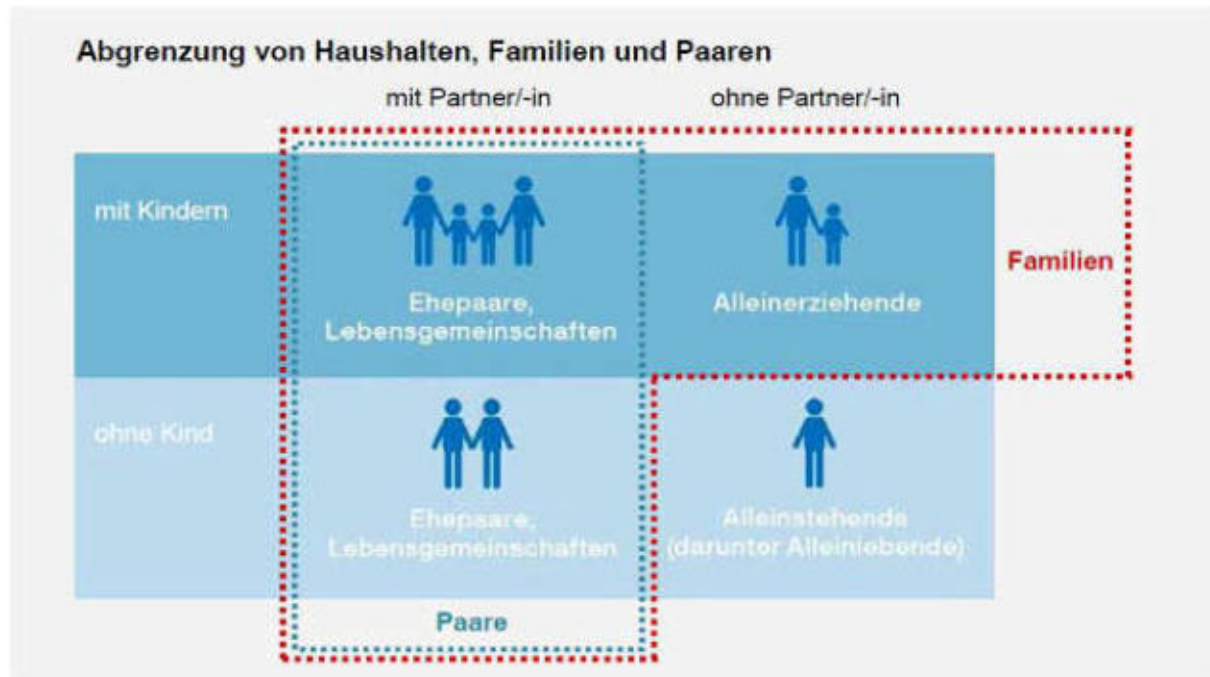 Abgrenzung von Haushalten, Familien und Paaren
mit Partner/-in
ohne Partner/-in
mit Kindern
Ehepaare,
Lebensgemeinschaften
Alleinerziehende
Familien
ohne Kind
Ehepaare,
Lebensgemeinschaften
Alleinstehende
(darunter Alleinlebende)
Paare